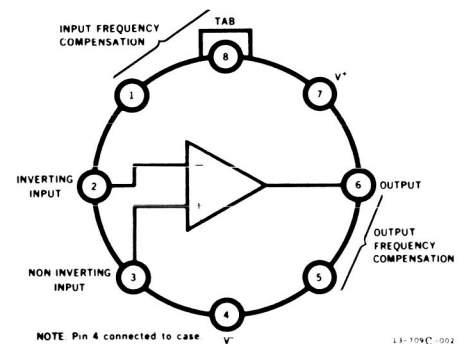 INPUT FREQUENCY
COMPENSATION
TAB
8
1
7
V+
INVERTING
INPUT
2
−
+
6
OUTPUT
OUTPUT
FREQUENCY
COMPENSATION
NON INVERTING
INPUT
3
5
4
V-
NOTE: Pin 4 connected to case
13-709C-002